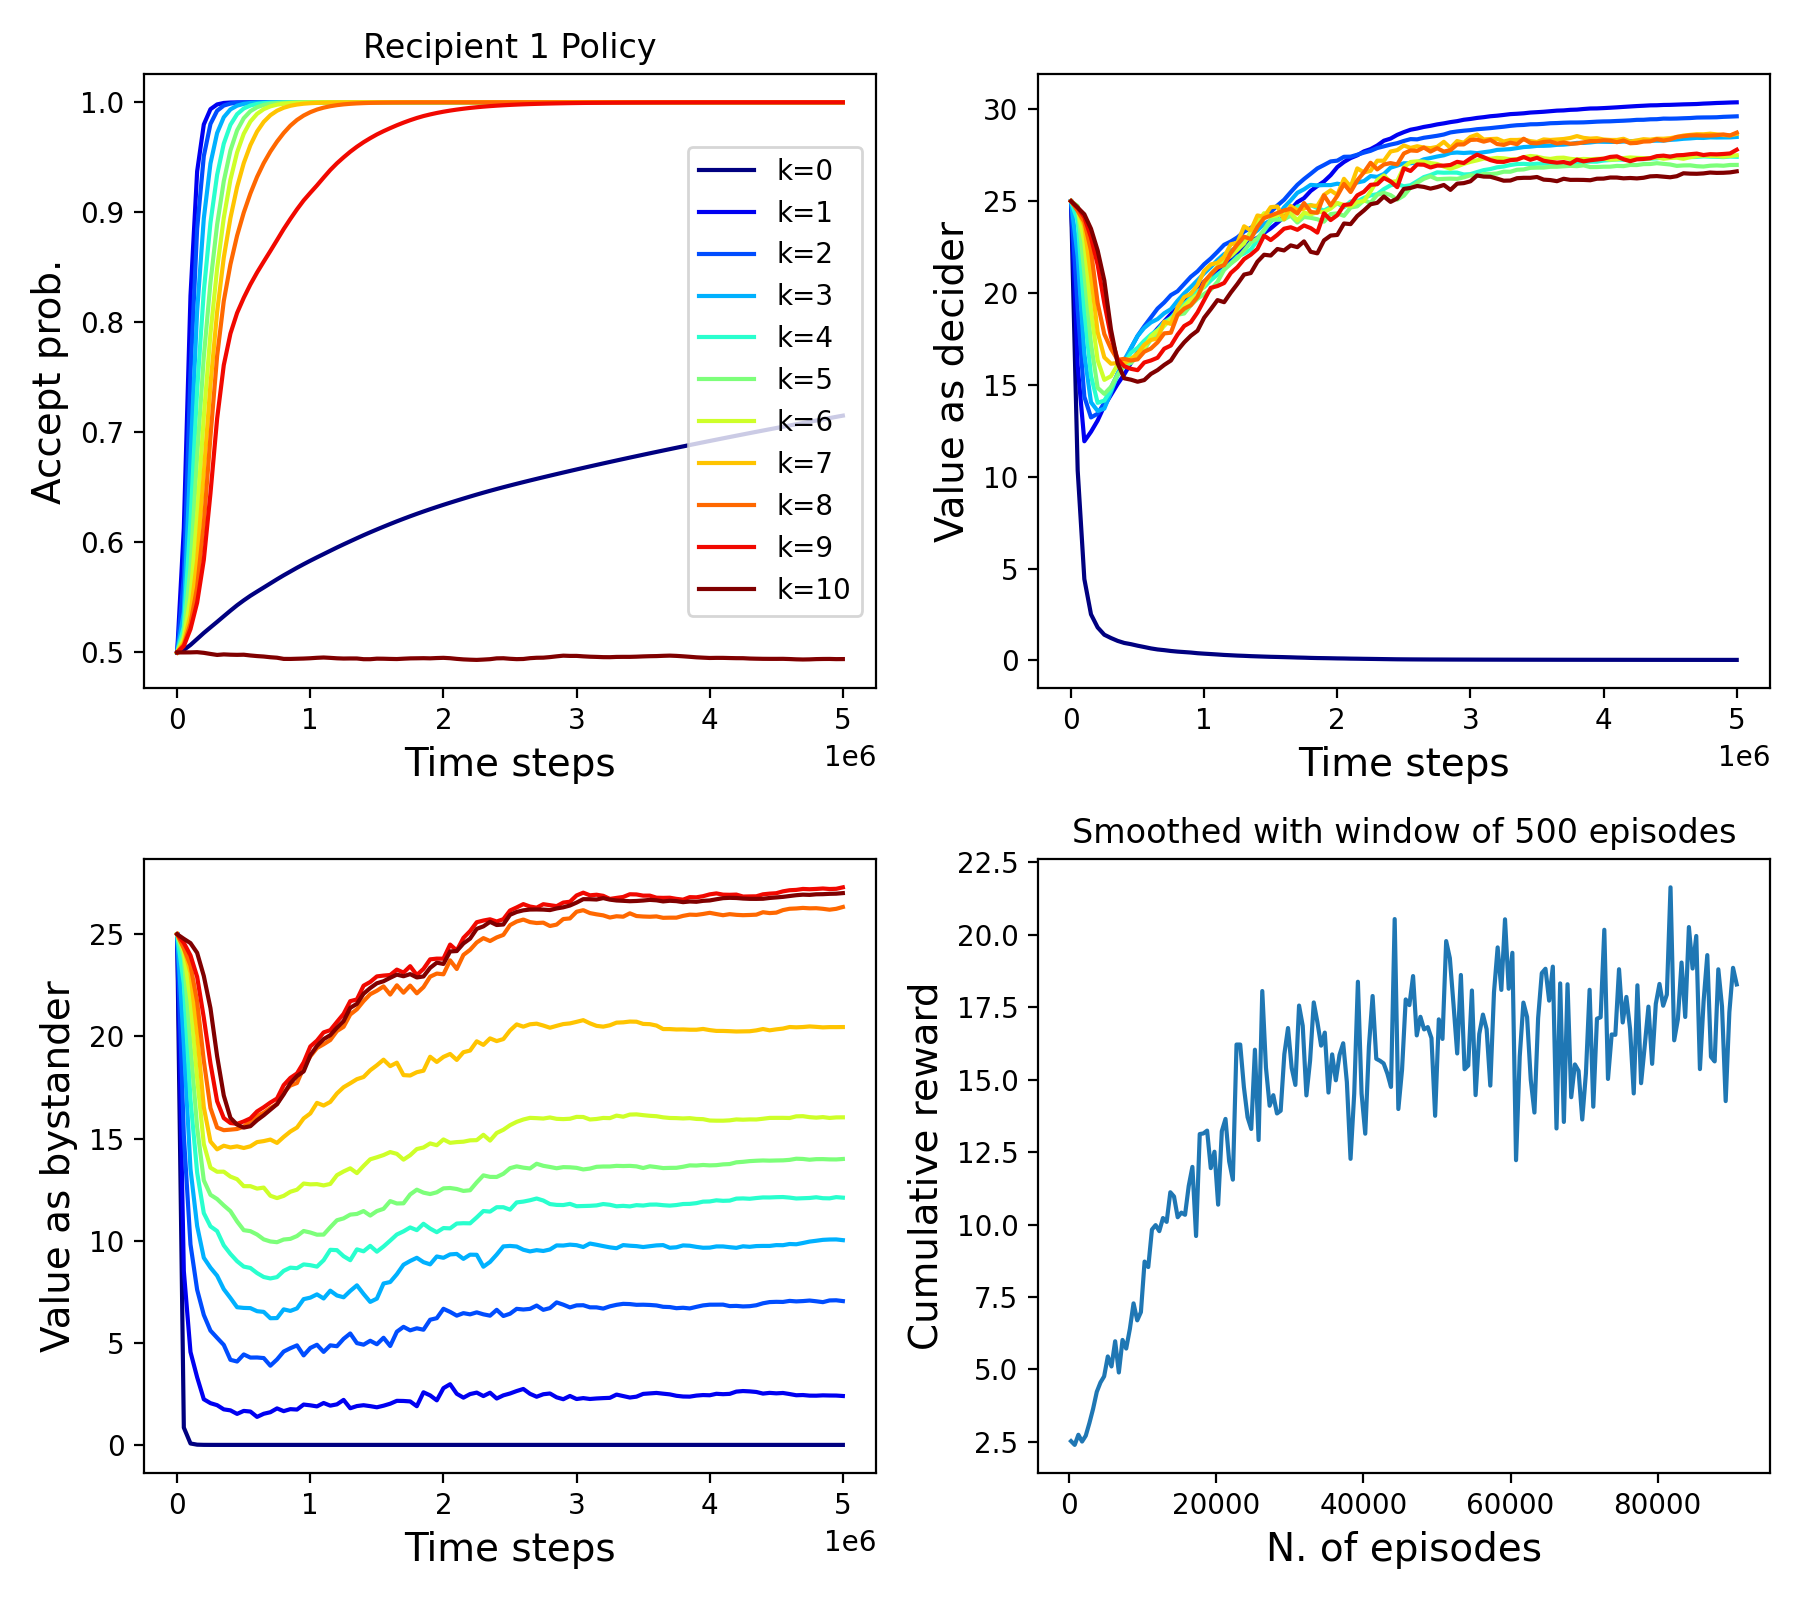 Recipient 1 Policy
Accept prob.
1.0
0.9
0.8
0.7
0.6
0.5
k=0
k=1
k=2
k=3
k=4
k=5
k=6
k=7
k=8
k=9
k=10
0 1 2 3 4 5
1e6
Time steps
Value as decider
30
25
20
15
10
5
0
0 1 2 3 4 5
1e6
Time steps
Value as bystander
25
20
15
10
5
0
0 1 2 3 4 5
1e6
Time steps
Smoothed with window of 500 episodes
Cumulative reward
22.5
20.0
17.5
15.0
12.5
10.0
7.5
5.0
2.5
0 20000 40000 60000 80000
N. of episodes